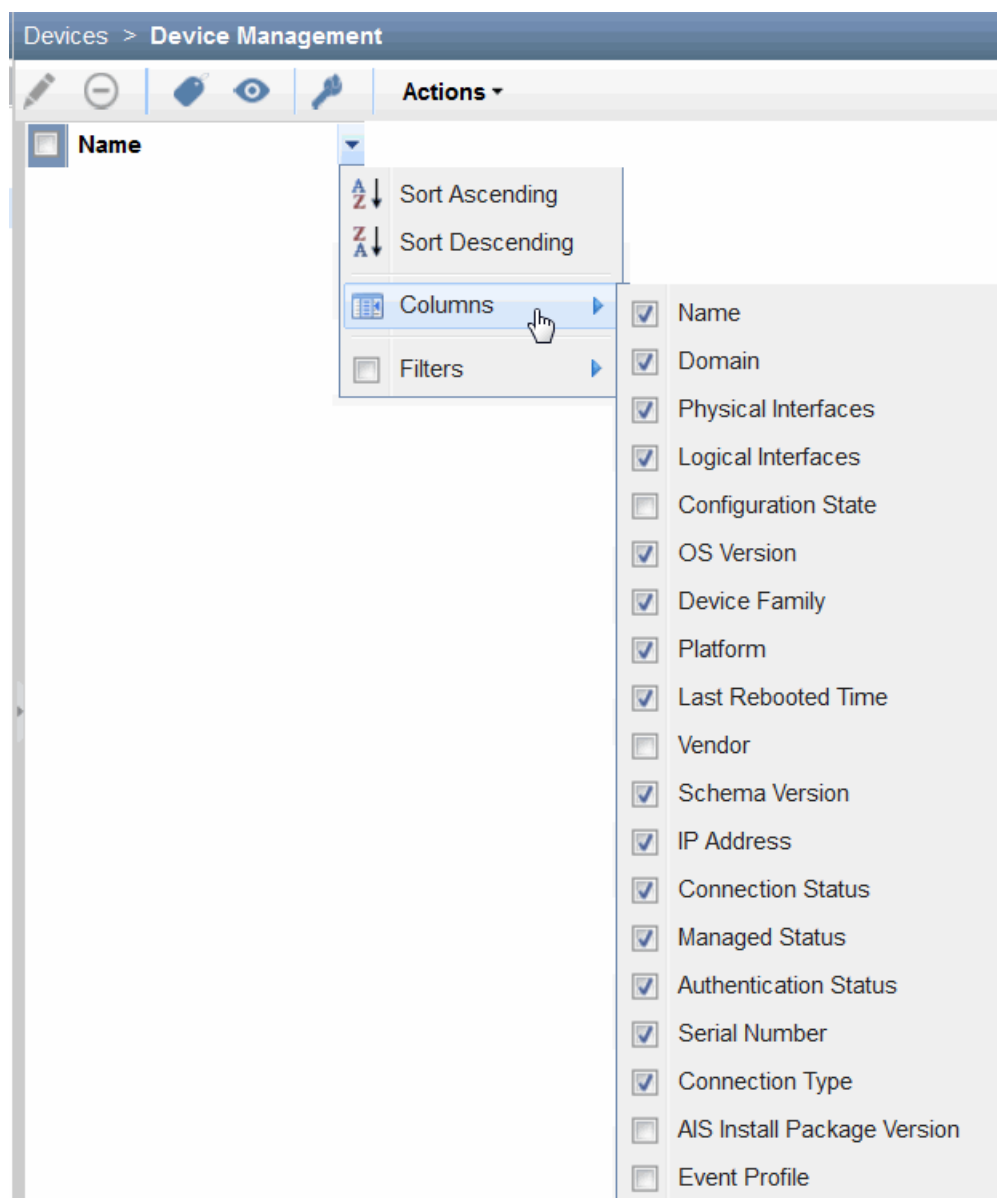 Devices > Device Management
Actions
Name
Sort Ascending
Sort Descending
Columns
Filters
Name
Domain
Physical Interfaces
Logical Interfaces
Configuration State
OS Version
Device Family
Platform
Last Rebooted Time
Vendor
Schema Version
IP Address
Connection Status
Managed Status
Authentication Status
Serial Number
Connection Type
AIS Install Package Version
Event Profile